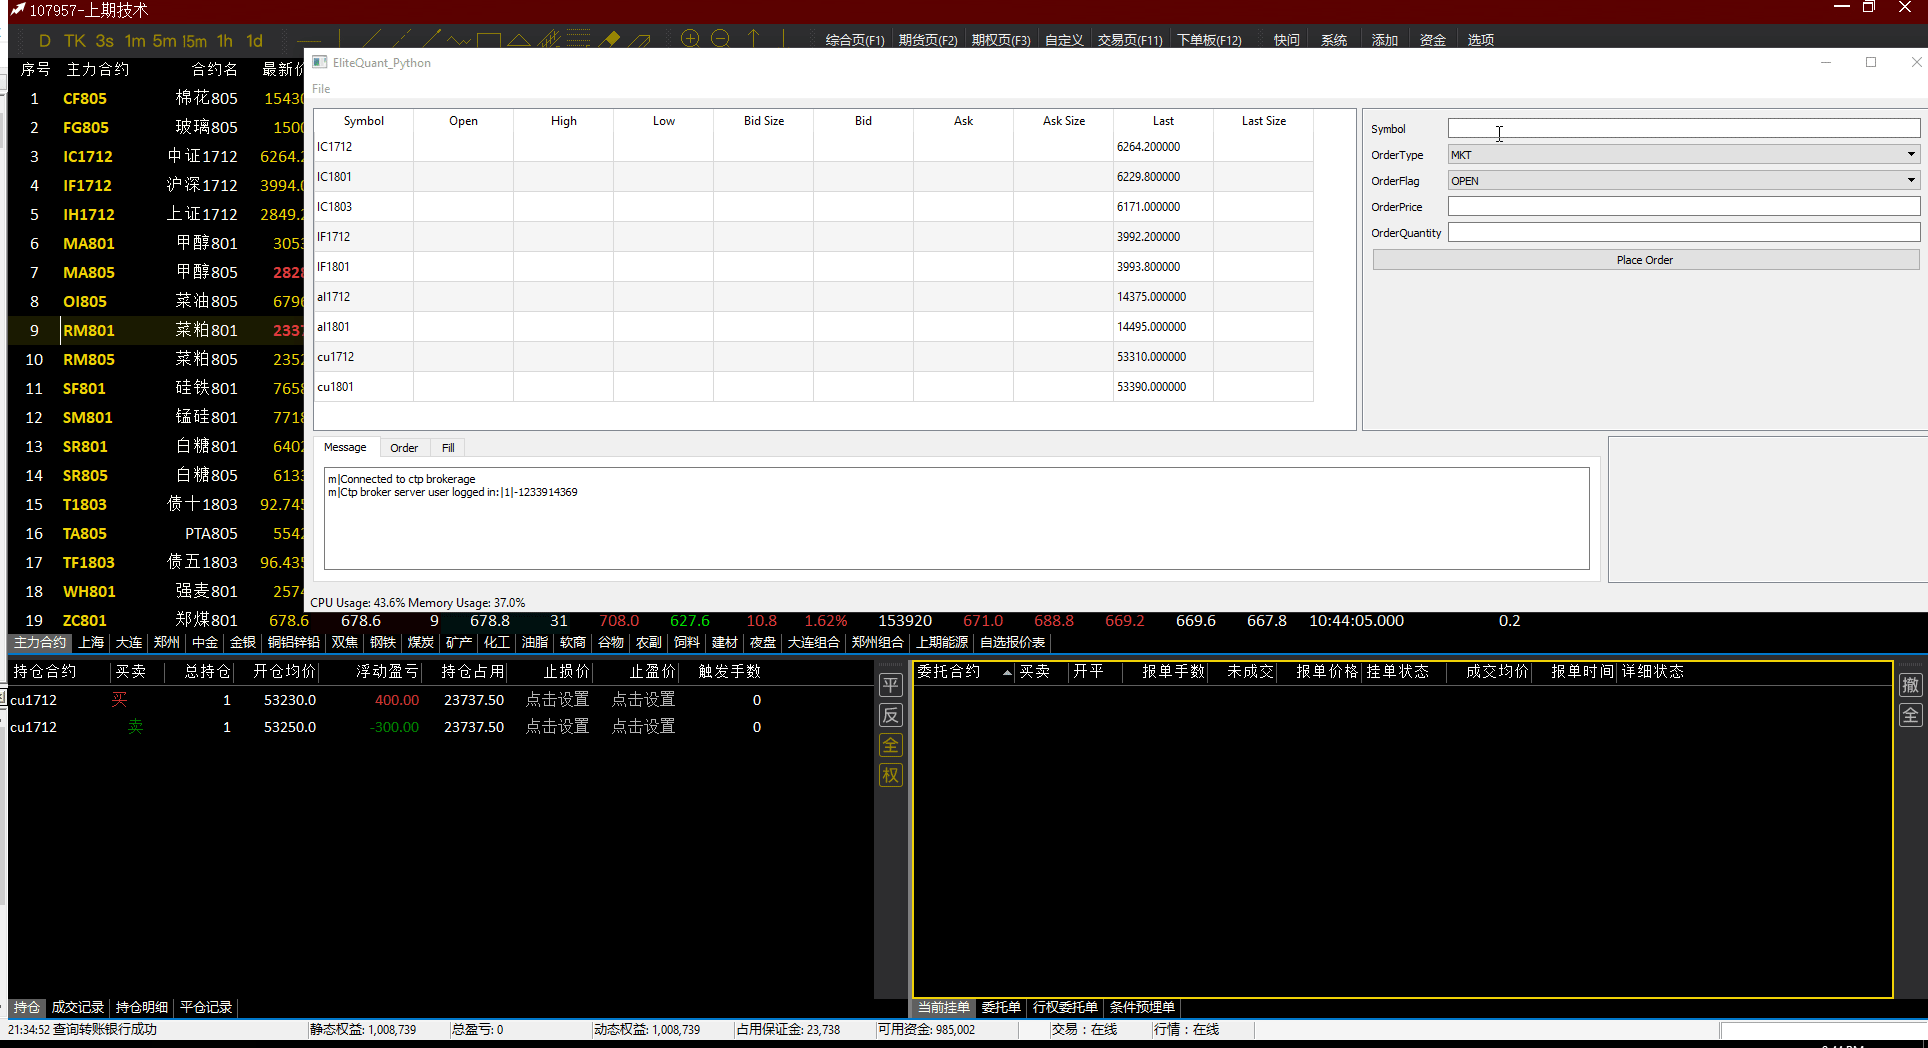 107957-上期技术
D TK 3s 1m 5m 15m 1h 1d 综合页(F1) 期货页(F2) 期权页(F3) 自定义 交易页(F11) 下单板(F12) 快问 系统 添加 资金 选项
序号 主力合约 合约名 最新价
1 CF805 棉花805 15430
2 FG805 玻璃805 1500
3 IC1712 中证1712 6264.2
4 IF1712 沪深1712 3994.0
5 IH1712 上证1712 2849.2
6 MA801 甲醇801 3053
7 MA805 甲醇805 2828
8 OI805 菜油805 6796
9 RM801 菜粕801 2337
10 RM805 菜粕805 2352
11 SF801 硅铁801 7658
12 SM801 锰硅801 7718
13 SR801 白糖801 6402
14 SR805 白糖805 6133
15 T1803 债十1803 92.745
16 TA805 PTA805 5542
17 TF1803 债五1803 96.435
18 WH801 强麦801 2574
19 ZC801 郑煤801 678.6 678.6 9 678.8 31 708.0 627.6 10.8 1.62% 153920 671.0 688.8 669.2 669.6 667.8 10:44:05.000 0.2
EliteQuant_Python
File
Symbol Open High Low Bid Size Bid Ask Ask Size Last Last Size
IC1712 6264.200000
IC1801 6229.800000
IC1803 6171.000000
IF1712 3992.200000
IF1801 3993.800000
al1712 14375.000000
al1801 14495.000000
cu1712 53310.000000
cu1801 53390.000000
Symbol
OrderType MKT
OrderFlag OPEN
OrderPrice
OrderQuantity
Place Order
Message Order Fill
m|Connected to ctp brokerage
m|Ctp broker server user logged in:|1|-1233914369
CPU Usage: 43.6% Memory Usage: 37.0%
主力合约 上海 大连 郑州 中金 金银 铜铝锌铅 双焦 钢铁 煤炭 矿产 化工 油脂 软商 谷物 农副 饲料 建材 夜盘 大连组合 郑州组合 上期能源 自选报价表
持仓合约 买卖 总持仓 开仓均价 浮动盈亏 持仓占用 止损价 止盈价 触发手数
cu1712 买 1 53230.0 400.00 23737.50 点击设置 点击设置 0
cu1712 卖 1 53250.0 -300.00 23737.50 点击设置 点击设置 0
平
反
全
权
委托合约 买卖 开平 报单手数 未成交 报单价格 挂单状态 成交均价 报单时间 详细状态
撤
全
持仓 成交记录 持仓明细 平仓记录
当前挂单 委托单 行权委托单 条件预埋单
21:34:52 查询转账银行成功 静态权益: 1,008,739 总盈亏: 0 动态权益: 1,008,739 占用保证金: 23,738 可用资金: 985,002 交易：在线 行情：在线